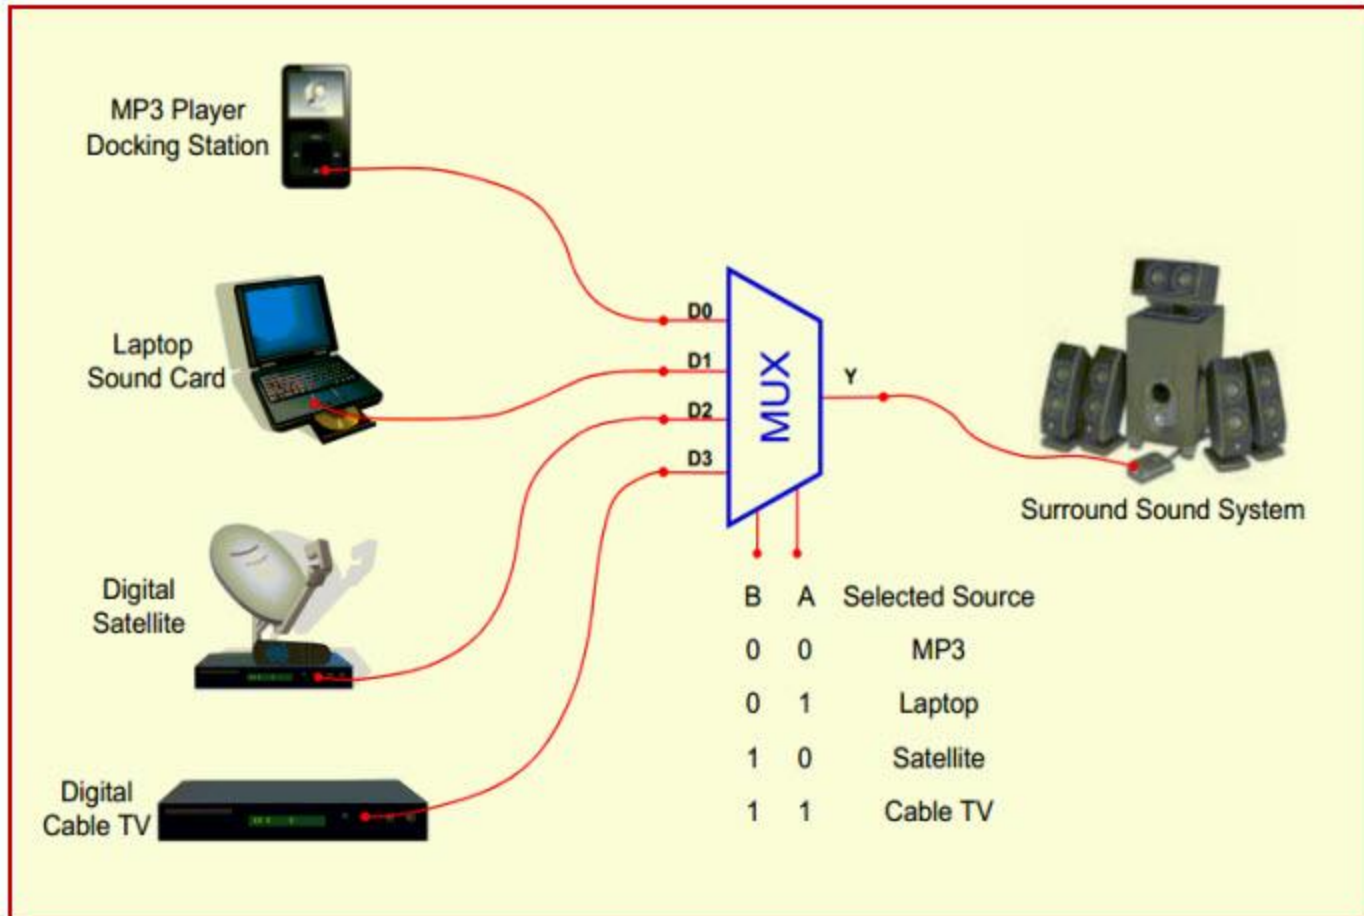 MP3 Player
Docking Station
Laptop
Sound Card
Digital
Satellite
Digital
Cable TV
D0
D1
D2
D3
MUX
Y
Surround Sound System
B A Selected Source
0 0 MP3
0 1 Laptop
1 0 Satellite
1 1 Cable TV